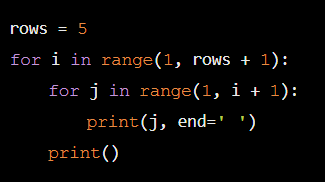 rows = 5
for i in range(1, rows + 1):
    for j in range(1, i + 1):
        print(j, end=' ')
    print()